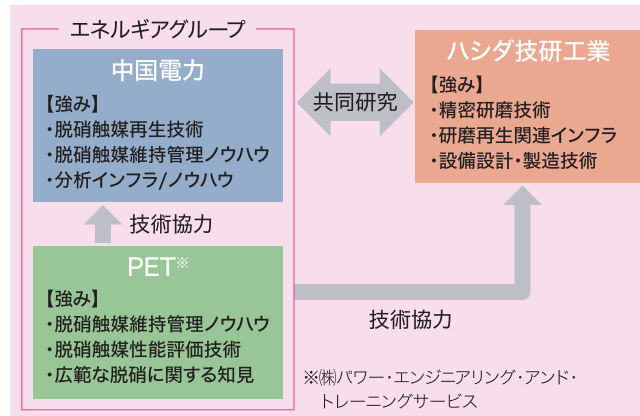 エネルギアグループ
中国電力
【強み】
・脱硝触媒再生技術
・脱硝触媒維持管理ノウハウ
・分析インフラ/ノウハウ
共同研究
ハシダ技研工業
【強み】
・精密研磨技術
・研磨再生関連インフラ
・設備設計・製造技術
技術協力
PET※
【強み】
・脱硝触媒維持管理ノウハウ
・脱硝触媒性能評価技術
・広範な脱硝に関する知見
技術協力
※㈱パワー・エンジニアリング・アンド・
トレーニングサービス